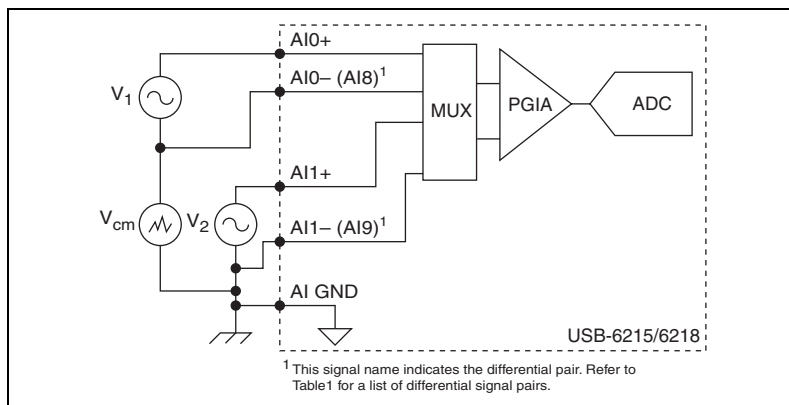 AI0+
AI0– (AI8)1
V1
MUX
PGIA
ADC
AI1+
Vcm
V2
AI1– (AI9)1
AI GND
USB-6215/6218
1 This signal name indicates the differential pair. Refer to
Table1 for a list of differential signal pairs.